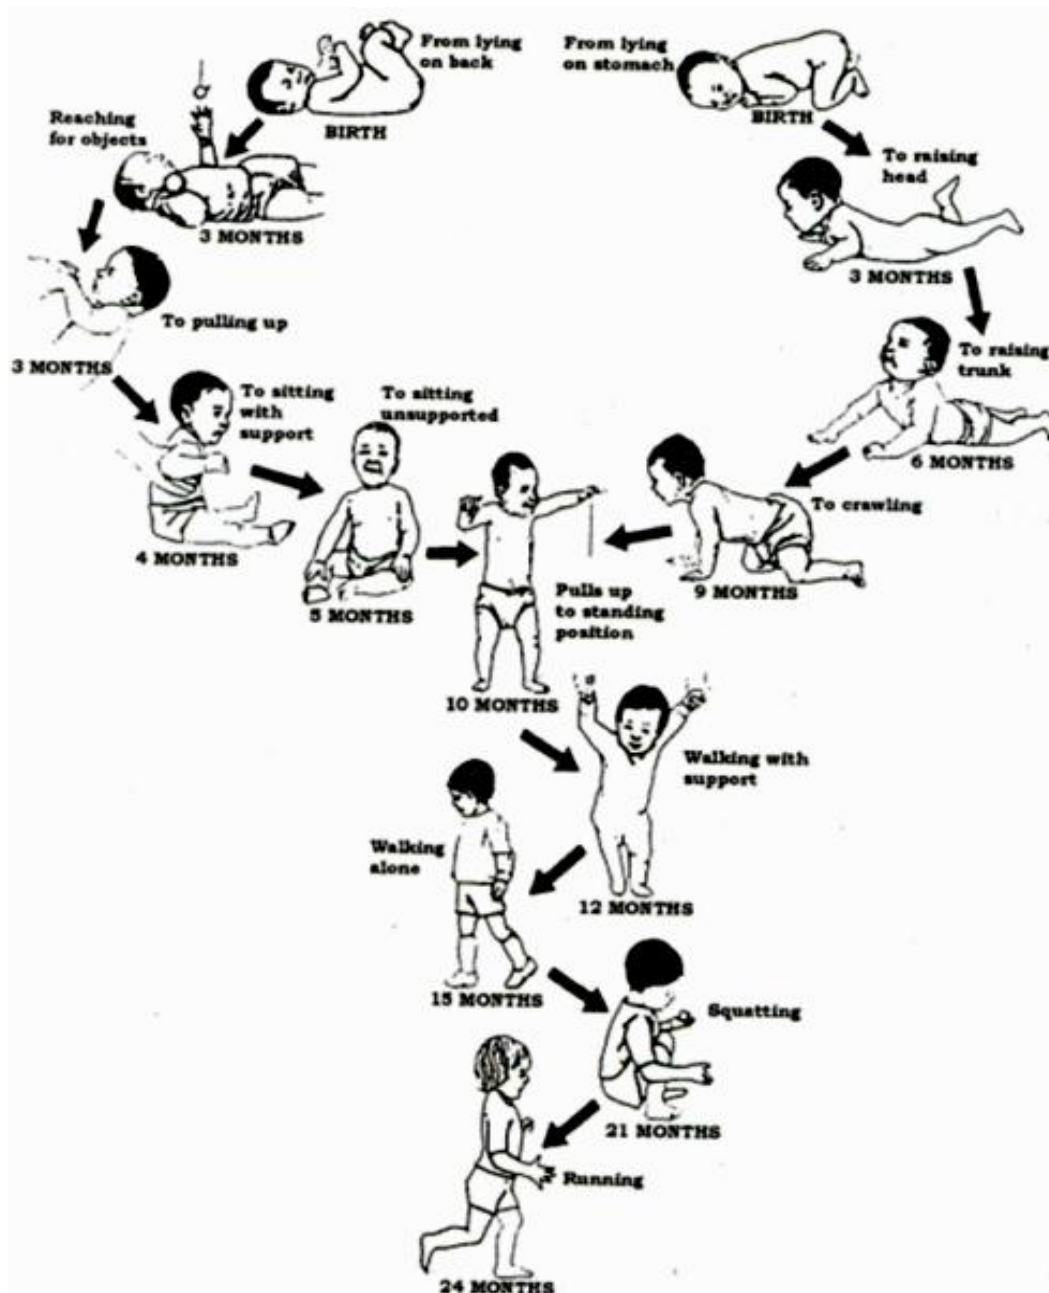 From lying
on back
BIRTH
From lying
on stomach
BIRTH
Reaching
for objects
3 MONTHS
To raising
head
3 MONTHS
To pulling up
3 MONTHS
To raising
trunk
6 MONTHS
To sitting
with
support
4 MONTHS
To sitting
unsupported
5 MONTHS
To crawling
9 MONTHS
Pulls up
to standing
position
10 MONTHS
Walking with
support
12 MONTHS
Walking
alone
15 MONTHS
Squatting
21 MONTHS
Running
24 MONTHS